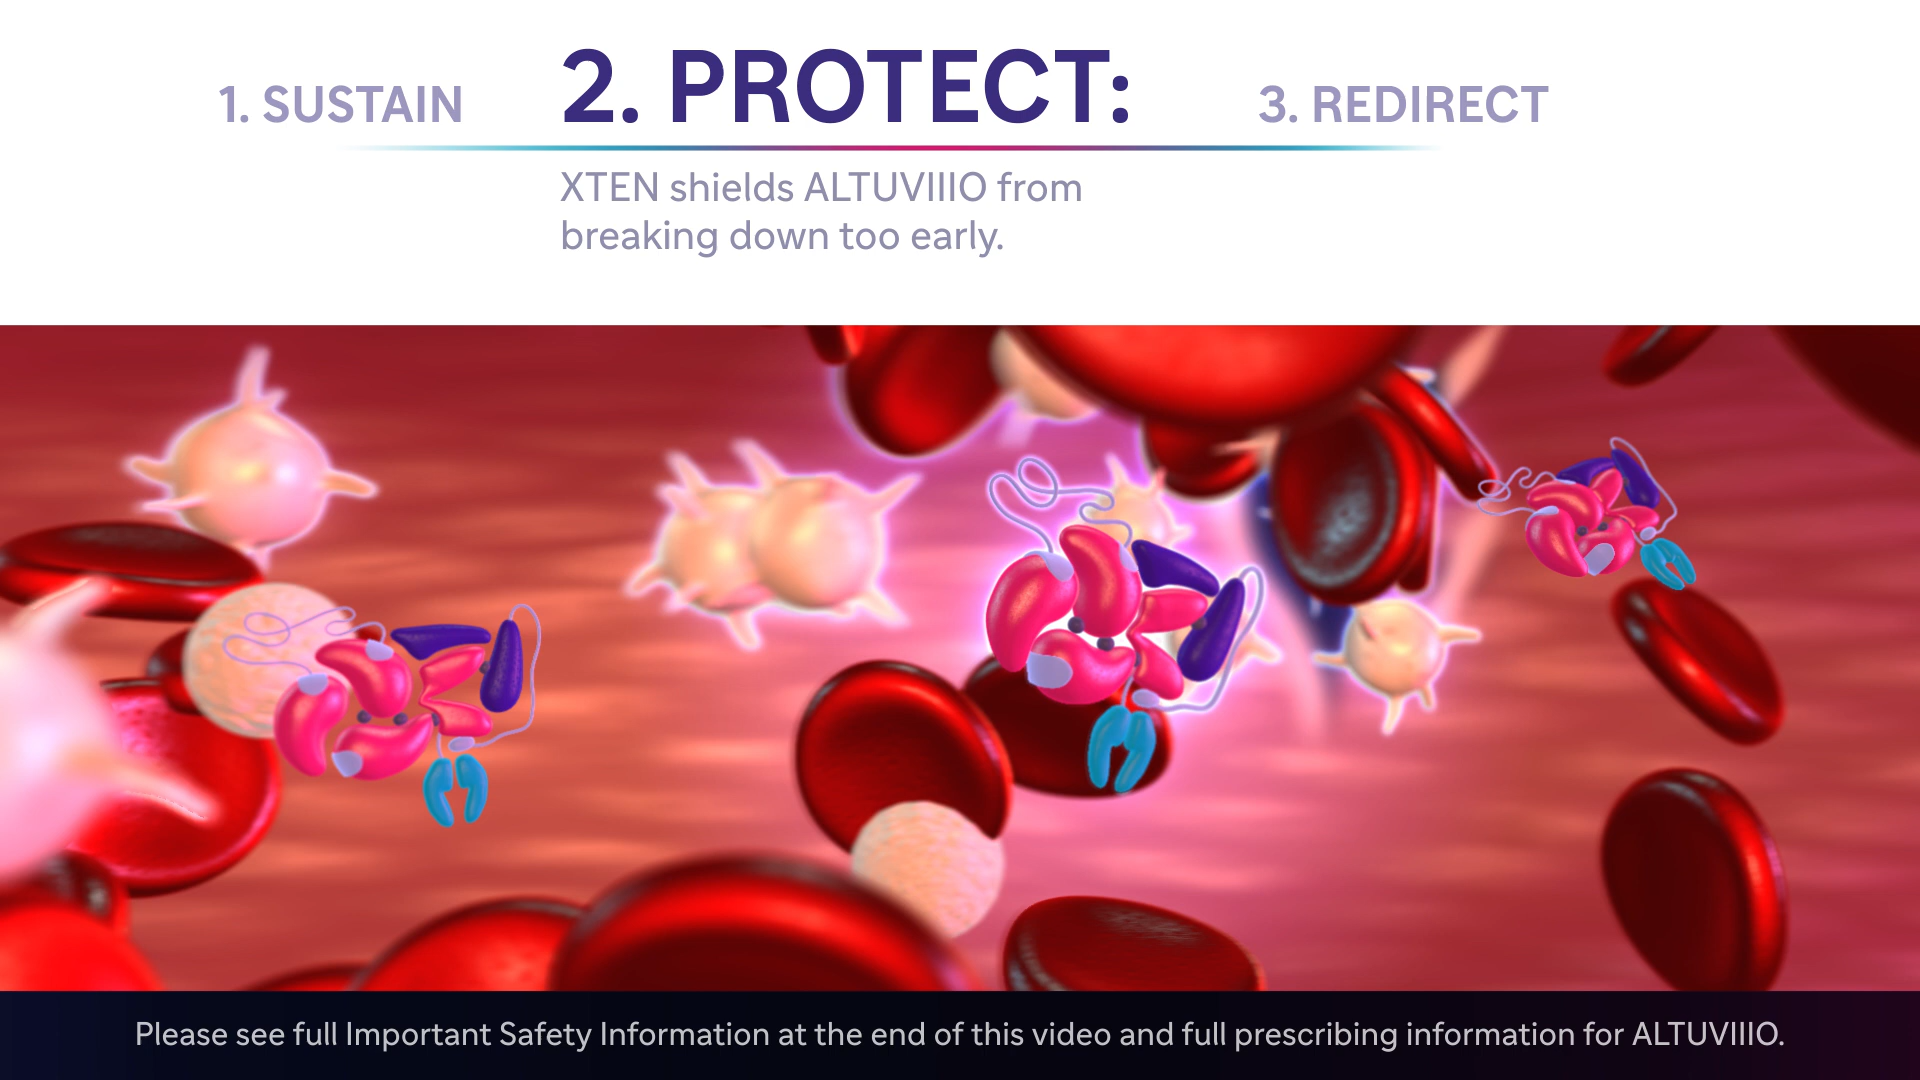 1. SUSTAIN
2. PROTECT:
3. REDIRECT
XTEN shields ALTUVIIIO from
breaking down too early.
Please see full Important Safety Information at the end of this video and full prescribing information for ALTUVIIIO.